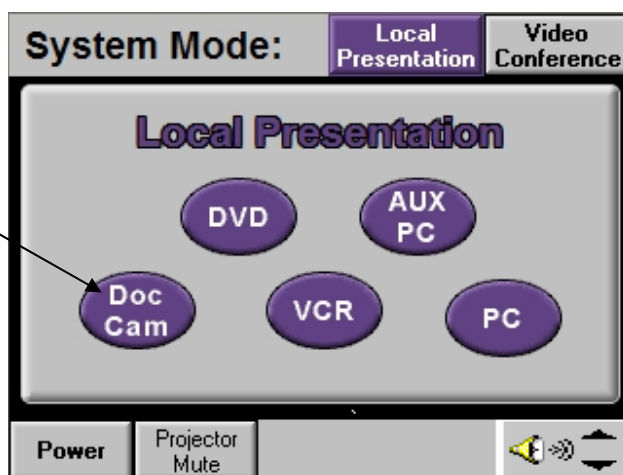 System Mode:
Local
Presentation
Video
Conference
Local Presentation
DVD
AUX
PC
Doc
Cam
VCR
PC
Power
Projector
Mute